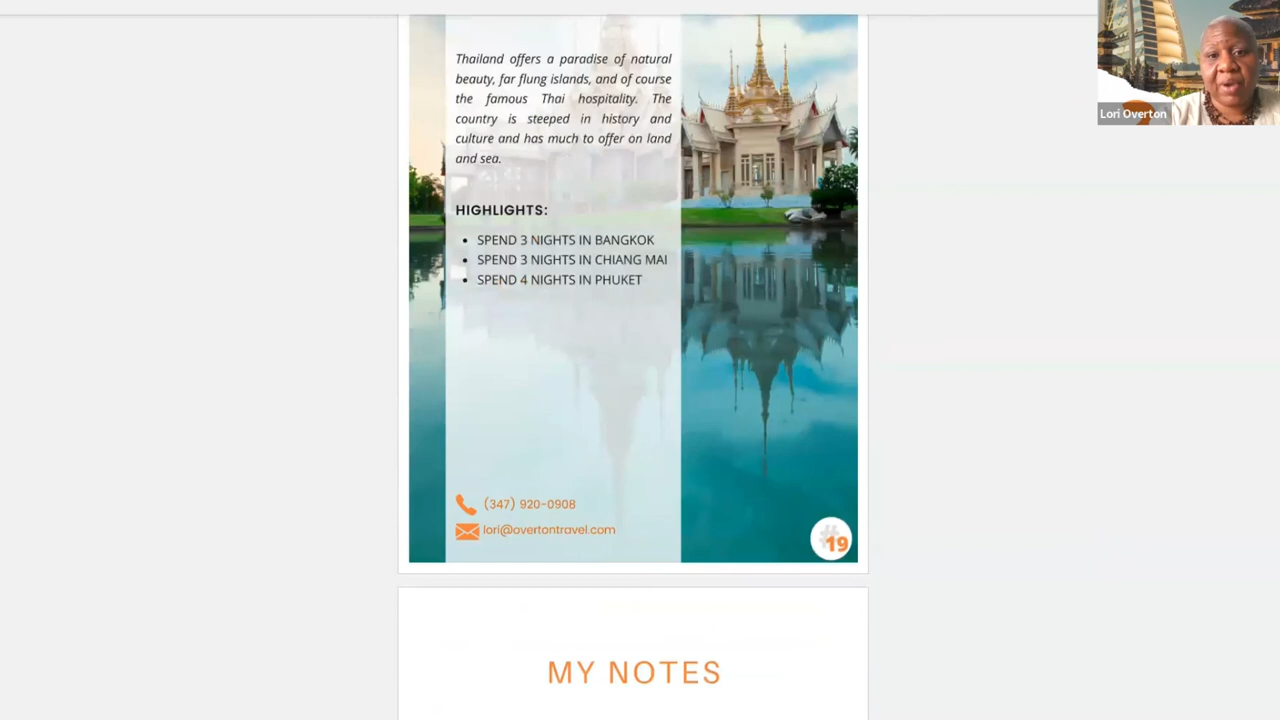 Thailand offers a paradise of natural
beauty, far flung islands, and of course
the famous Thai hospitality. The
country is steeped in history and
culture and has much to offer on land
and sea.
HIGHLIGHTS:
• SPEND 3 NIGHTS IN BANGKOK
• SPEND 3 NIGHTS IN CHIANG MAI
• SPEND 4 NIGHTS IN PHUKET
(347) 920-0908
lori@overtontravel.com
#19
MY NOTES
Lori Overton